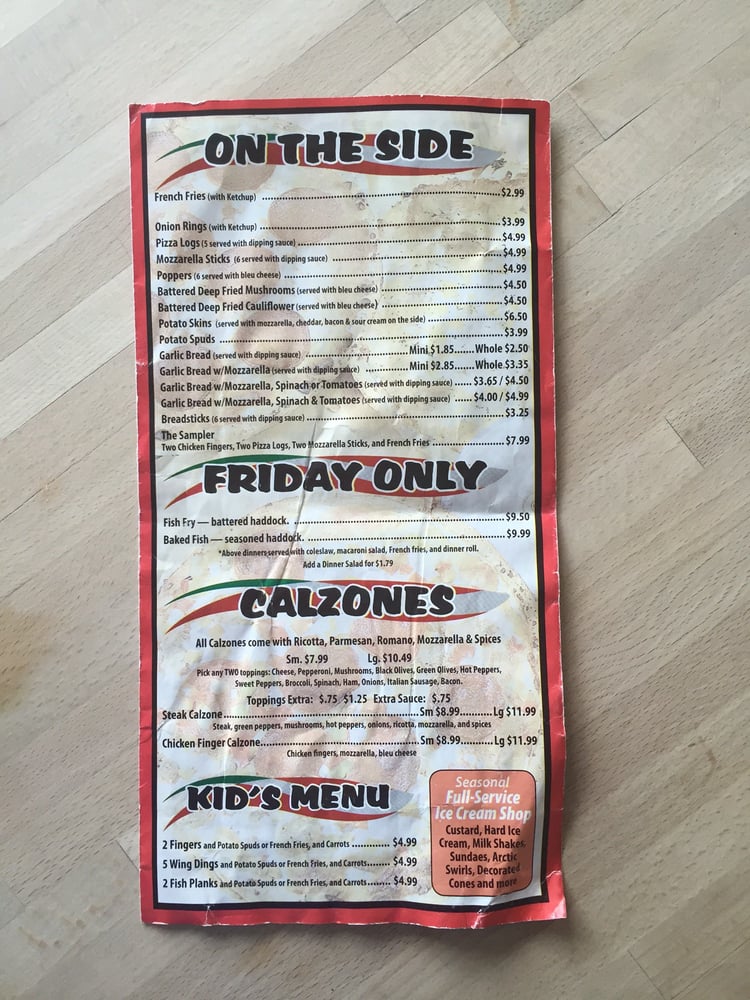 ON THE SIDE
French Fries (with Ketchup) ........ $2.99
Onion Rings (with Ketchup) ........ $3.99
Pizza Logs (5 served with dipping sauce) ........ $4.99
Mozzarella Sticks (6 served with dipping sauce) ........ $4.99
Poppers (6 served with bleu cheese) ........ $4.99
Battered Deep Fried Mushrooms (served with bleu cheese) ........ $4.50
Battered Deep Fried Cauliflower (served with bleu cheese) ........ $4.50
Potato Skins (served with mozzarella, cheddar, bacon & sour cream on the side) ........ $6.50
Potato Spuds ........ $3.99
Garlic Bread (served with dipping sauce) ........ Mini $1.85....... Whole $2.50
Garlic Bread w/Mozzarella (served with dipping sauce) ........ Mini $2.85....... Whole $3.35
Garlic Bread w/Mozzarella, Spinach or Tomatoes (served with dipping sauce) ..... $3.65 / $4.50
Garlic Bread w/Mozzarella, Spinach & Tomatoes (served with dipping sauce) ..... $4.00 / $4.99
Breadsticks (6 served with dipping sauce) ........ $3.25
The Sampler
Two Chicken Fingers, Two Pizza Logs, Two Mozzarella Sticks, and French Fries ........ $7.99
FRIDAY ONLY
Fish Fry — battered haddock. ........ $9.50
Baked Fish — seasoned haddock. ........ $9.99
*Above dinners served with coleslaw, macaroni salad, French fries, and dinner roll.
Add a Dinner Salad for $1.79
CALZONES
All Calzones come with Ricotta, Parmesan, Romano, Mozzarella & Spices
Sm. $7.99 Lg. $10.49
Pick any TWO toppings: Cheese, Pepperoni, Mushrooms, Black Olives, Green Olives, Hot Peppers,
Sweet Peppers, Broccoli, Spinach, Ham, Onions, Italian Sausage, Bacon.
Toppings Extra: $.75 $1.25 Extra Sauce: $.75
Steak Calzone ........ Sm $8.99.......... Lg $11.99
Steak, green peppers, mushrooms, hot peppers, onions, ricotta, mozzarella, and spices
Chicken Finger Calzone ........ Sm $8.99.......... Lg $11.99
Chicken fingers, mozzarella, bleu cheese
KID'S MENU
2 Fingers and Potato Spuds or French Fries, and Carrots ........ $4.99
5 Wing Dings and Potato Spuds or French Fries, and Carrots....... $4.99
2 Fish Planks and Potato Spuds or French Fries, and Carrots....... $4.99
Seasonal
Full-Service
Ice Cream Shop
Custard, Hard Ice
Cream, Milk Shakes,
Sundaes, Arctic
Swirls, Decorated
Cones and more